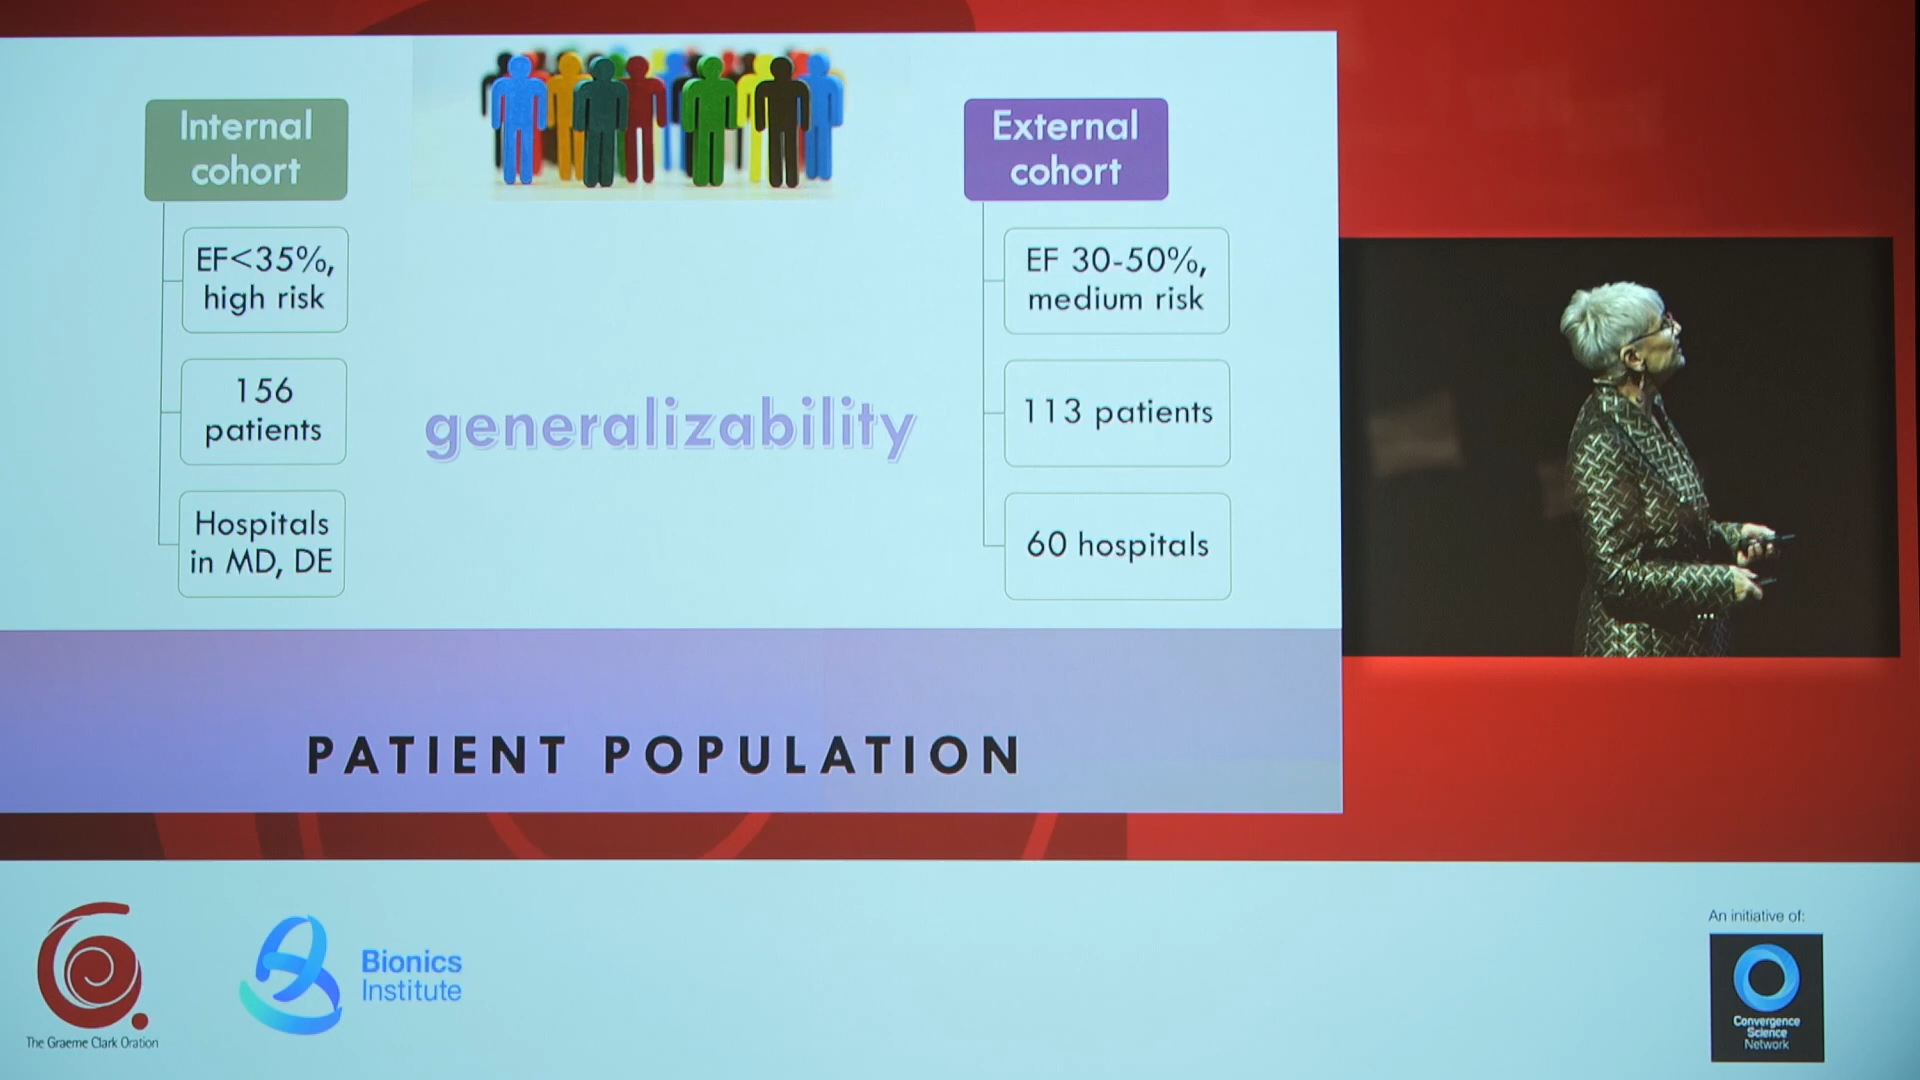 Internal
cohort
EF<35%,
high risk
156
patients
Hospitals
in MD, DE
generalizability
External
cohort
EF 30-50%,
medium risk
113 patients
60 hospitals
PATIENT POPULATION
The Graeme Clark Oration
Bionics
Institute
An initiative of:
Convergence
Science
Network